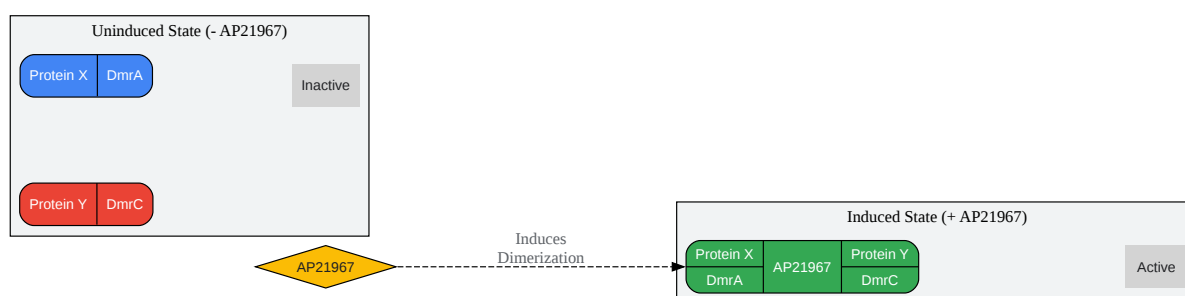 Uninduced State (- AP21967)
Protein X
DmrA
Inactive
Protein Y
DmrC
AP21967
Induces
Dimerization
Induced State (+ AP21967)
Protein X
DmrA
AP21967
Protein Y
DmrC
Active